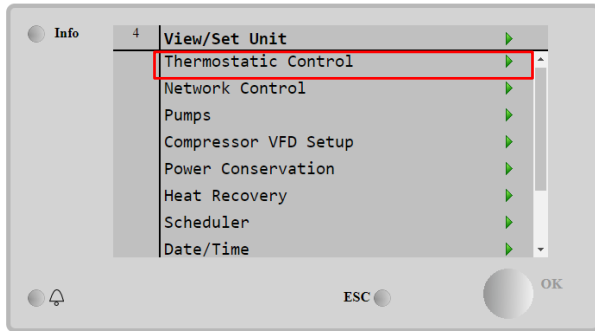 Info
4 View/Set Unit
Thermostatic Control
Network Control
Pumps
Compressor VFD Setup
Power Conservation
Heat Recovery
Scheduler
Date/Time
ESC
OK